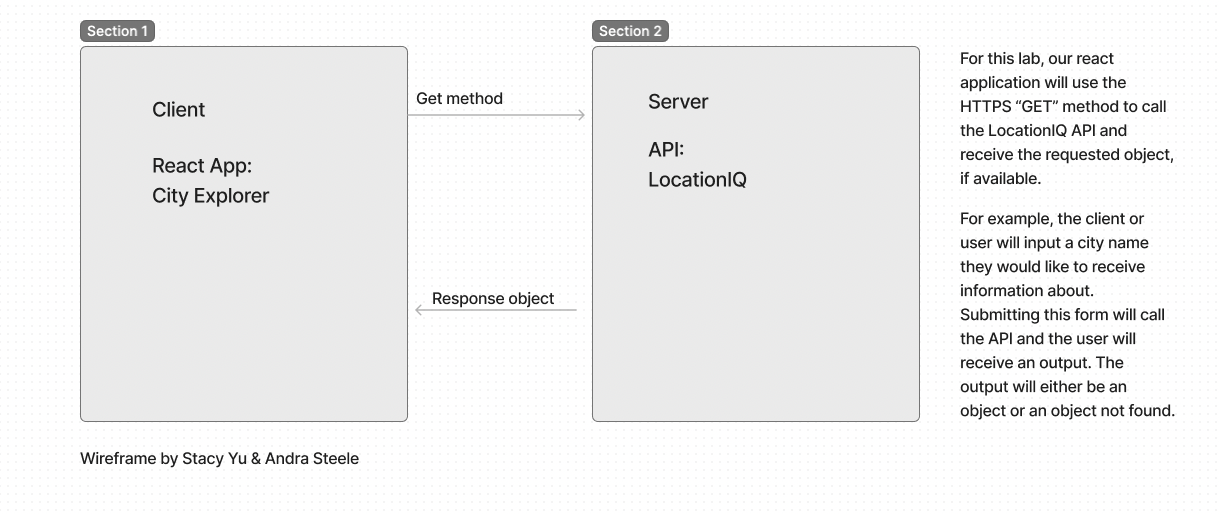 Section 1
Client
React App:
City Explorer
Get method
Response object
Section 2
Server
API:
LocationIQ
For this lab, our react
application will use the
HTTPS “GET” method to call
the LocationIQ API and
receive the requested object,
if available.
For example, the client or
user will input a city name
they would like to receive
information about.
Submitting this form will call
the API and the user will
receive an output. The
output will either be an
object or an object not found.
Wireframe by Stacy Yu & Andra Steele